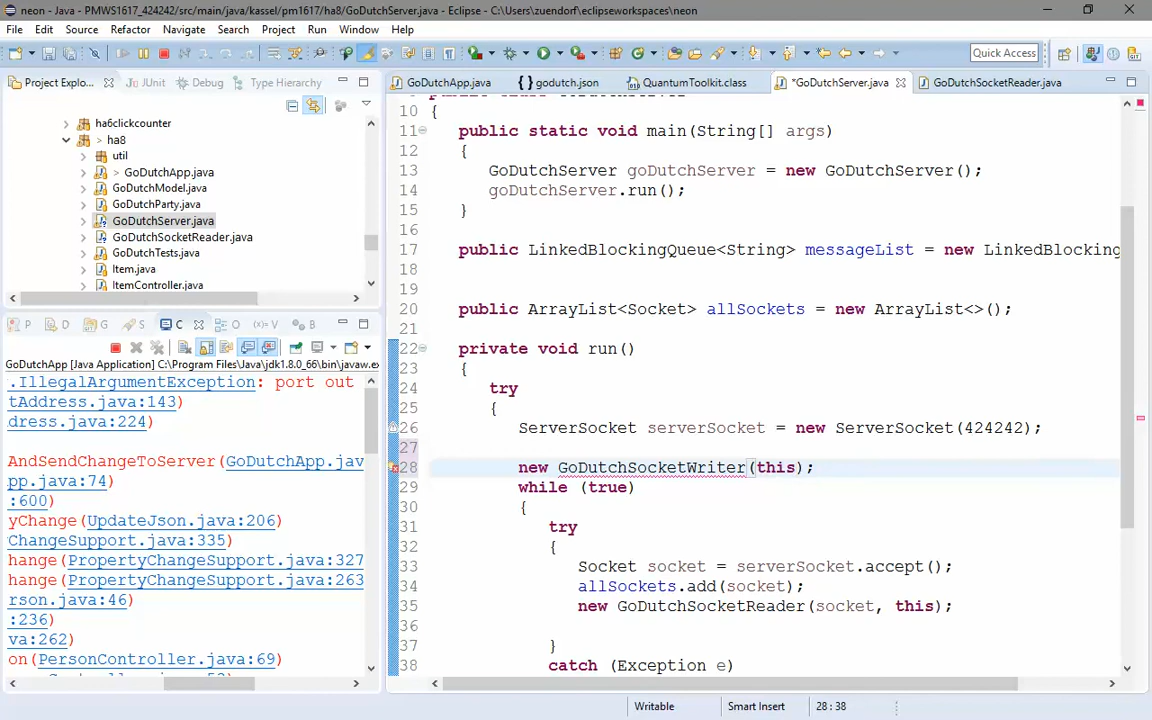 neon - Java - PMWS1617_424242/src/main/java/kassel/pm1617/ha8/GoDutchServer.java - Eclipse - C:\Users\zuendorf\eclipseworkspaces\neon
File Edit Source Refactor Navigate Search Project Run Window Help
Quick Access
Project Explo... JUnit Debug Type Hierarchy
ha6clickcounter
> ha8
util
> GoDutchApp.java
GoDutchModel.java
GoDutchParty.java
GoDutchServer.java
GoDutchSocketReader.java
GoDutchTests.java
Item.java
ItemController.java
P D G S C O V B
GoDutchApp [Java Application] C:\Program Files\Java\jdk1.8.0_66\bin\javaw.ex
.IllegalArgumentException: port out
tAddress.java:143)
dress.java:224)
AndSendChangeToServer(GoDutchApp.jav
pp.java:74)
:600)
yChange(UpdateJson.java:206)
ChangeSupport.java:335)
hange(PropertyChangeSupport.java:327
hange(PropertyChangeSupport.java:263
rson.java:46)
:236)
va:262)
on(PersonController.java:69)
GoDutchApp.java { } godutch.json QuantumToolkit.class *GoDutchServer.java GoDutchSocketReader.java
10 {
11 public static void main(String[] args)
12 {
13 GoDutchServer goDutchServer = new GoDutchServer();
14 goDutchServer.run();
15 }
16
17 public LinkedBlockingQueue<String> messageList = new LinkedBlocking
18
20 public ArrayList<Socket> allSockets = new ArrayList<>();
21
22 private void run()
23 {
24 try
25 {
26 ServerSocket serverSocket = new ServerSocket(424242);
27
28 new GoDutchSocketWriter(this);
29 while (true)
30 {
31 try
32 {
33 Socket socket = serverSocket.accept();
34 allSockets.add(socket);
35 new GoDutchSocketReader(socket, this);
36
37 }
38 catch (Exception e)
Writable Smart Insert 28 : 38